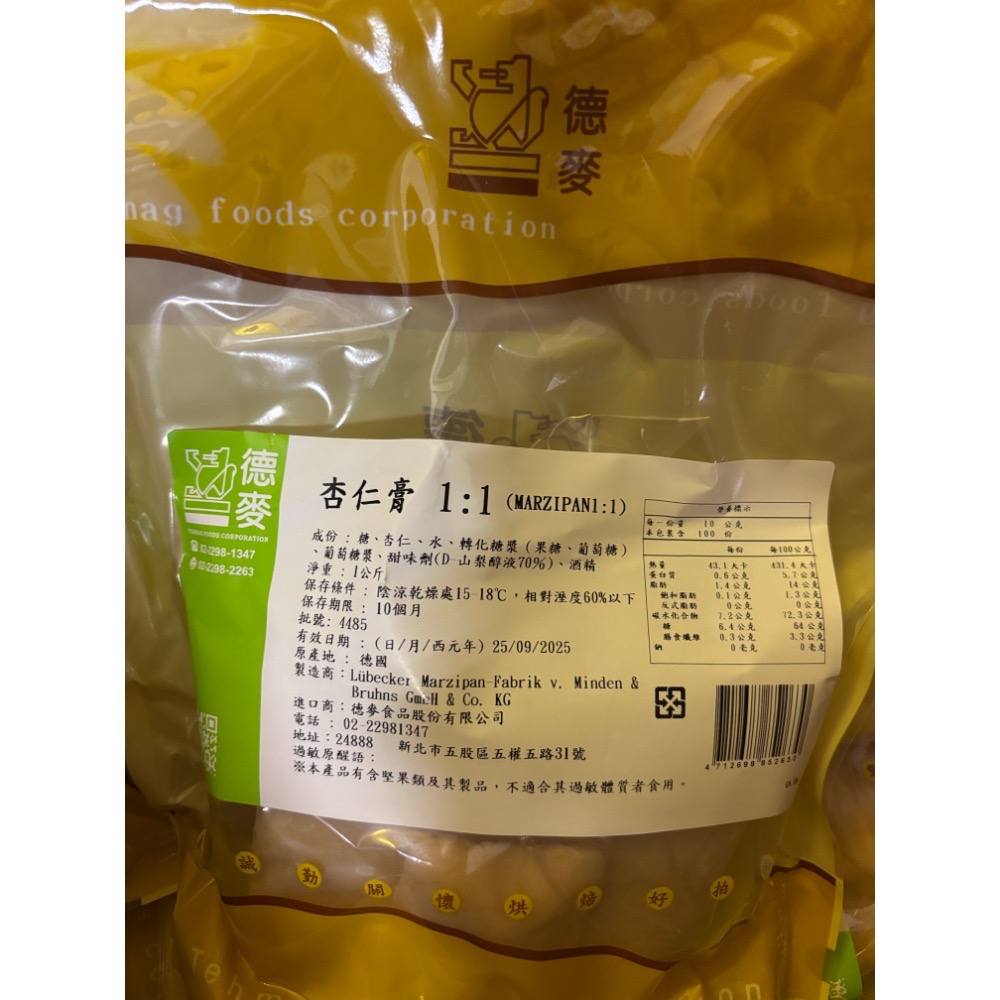 德麥
mag foods corporation
德麥
TEHMAG FOODS CORPORATION
02-2298-1347
02-2298-2263
杏仁膏 1:1(MARZIPAN1:1)
成份：糖、杏仁、水、轉化糖漿(果糖、葡萄糖)
、葡萄糖漿、甜味劑(D-山梨醇液70%)、酒精
淨重：1公斤
保存條件：陰涼乾燥處15-18℃，相對溼度60%以下
保存期限：10個月
批號: 4485
有效日期：(日/月/西元年) 25/09/2025
原產地：德國
製造商：Lübecker Marzipan-Fabrik v. Minden &
Bruhns GmbH & Co. KG
進口商：德麥食品股份有限公司
電話：02-22981347
地址：24888 新北市五股區五權五路31號
過敏原醒語：
※本產品有含堅果類及其製品，不適合其過敏體質者食用。
營養標示
每一份量 10 公克
本包裝含 100 份
每份 每100公克
熱量 43.1大卡 431.4大卡
蛋白質 0.6公克 5.7公克
脂肪 1.4公克 14公克
飽和脂肪 0.1公克 1.3公克
反式脂肪 0公克 0公克
碳水化合物 7.2公克 72.3公克
糖 6.4公克 64公克
膳食纖維 0.3公克 3.3公克
鈉 0毫克 0毫克
4 712698 852650
誠勤關懷烘焙好拍
Tehm
on